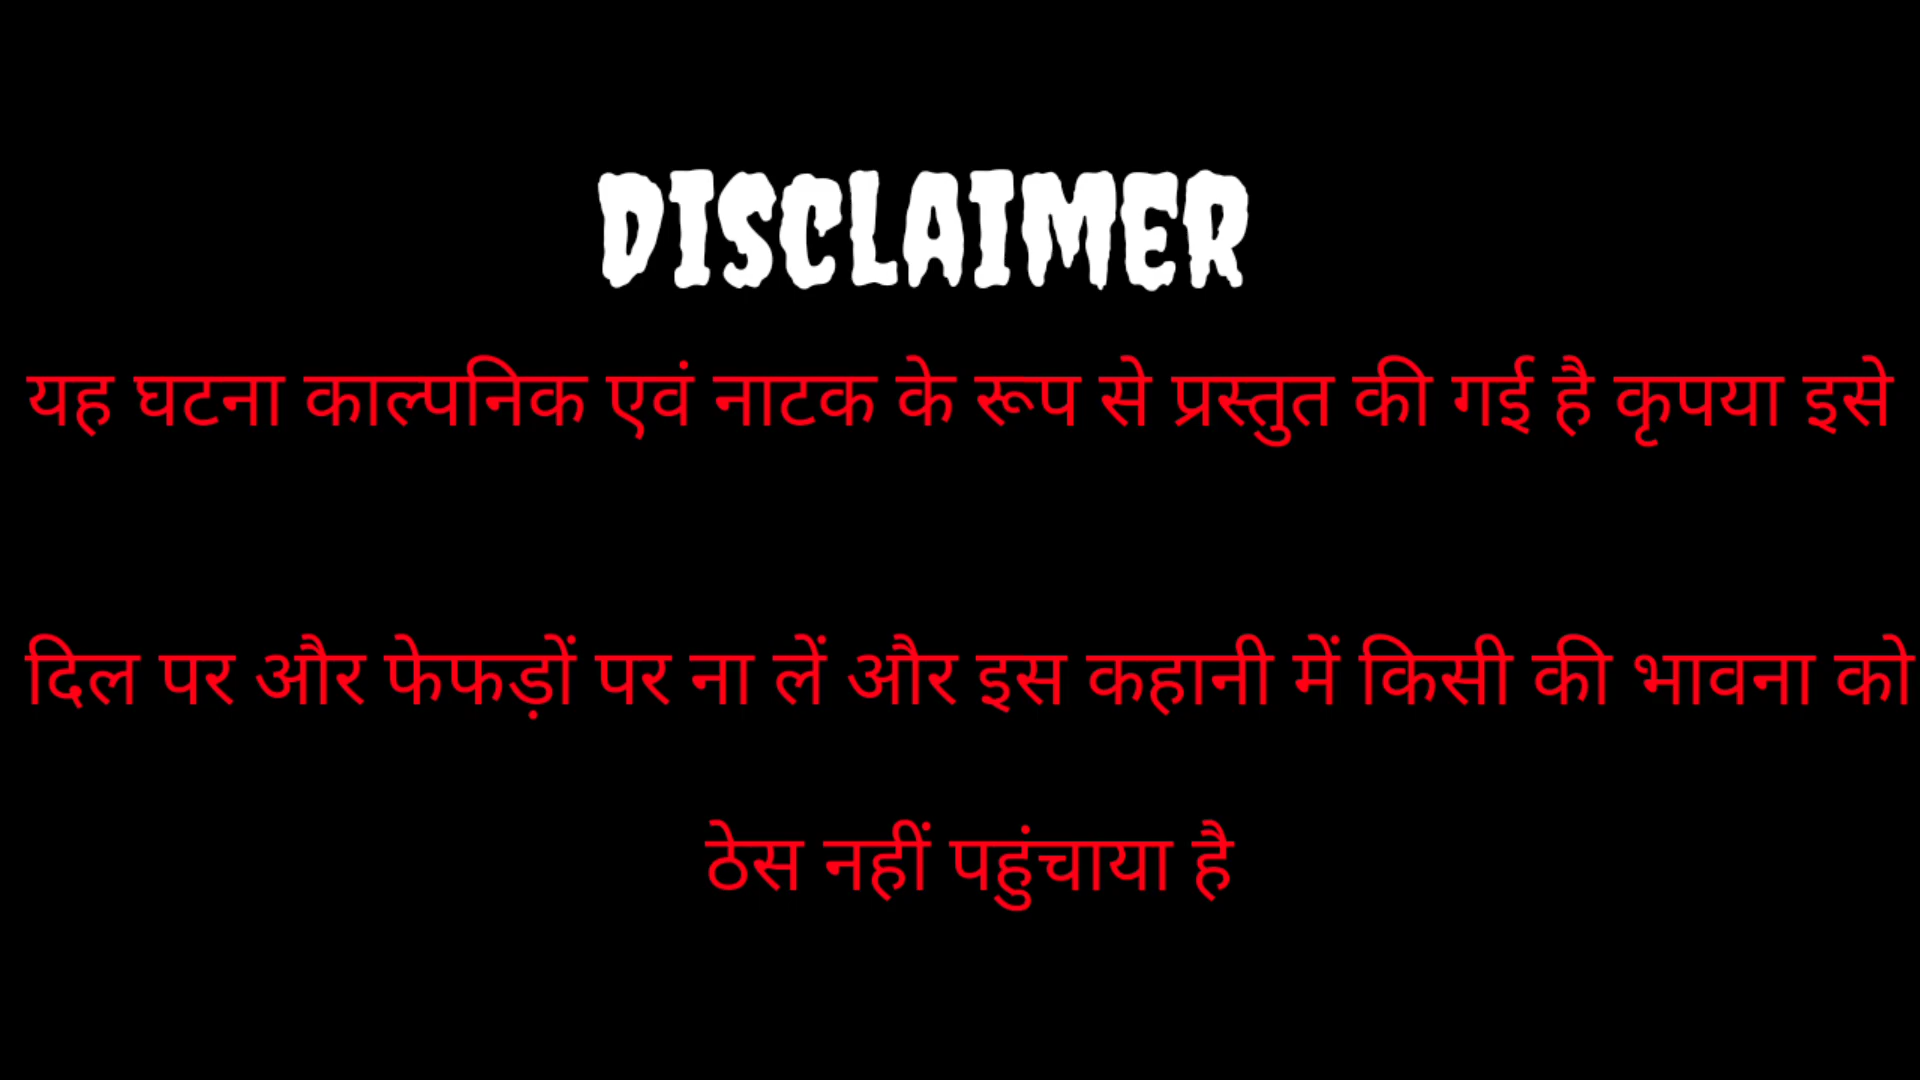 DISCLAIMER
यह घटना काल्पनिक एवं नाटक के रूप से प्रस्तुत की गई है कृपया इसे
दिल पर और फेफड़ों पर ना लें और इस कहानी में किसी की भावना को
ठेस नहीं पहुंचाया है